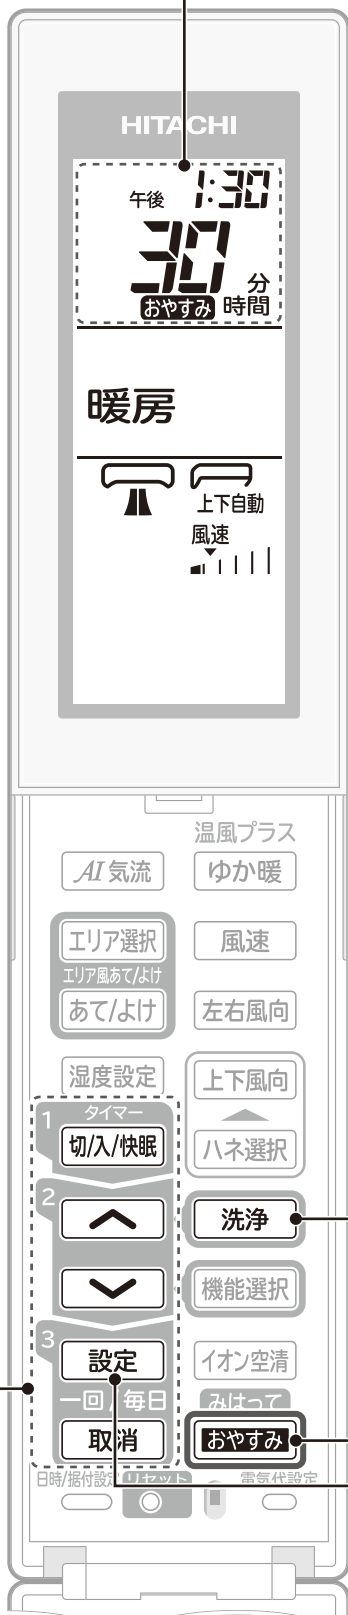 HITACHI
午後 1:30
30 分
おやすみ 時間
暖房
上下自動
風速
温風プラス
AI 気流 ゆか暖
エリア選択 風速
エリア風あて/よけ
あて/よけ 左右風向
湿度設定 上下風向
1 タイマー
切/入/快眠 ハネ選択
2
洗浄
機能選択
3
設定 イオン空清
一回/毎日 みはって
取消 おやすみ
日時/据付設定 リセット 電気代設定